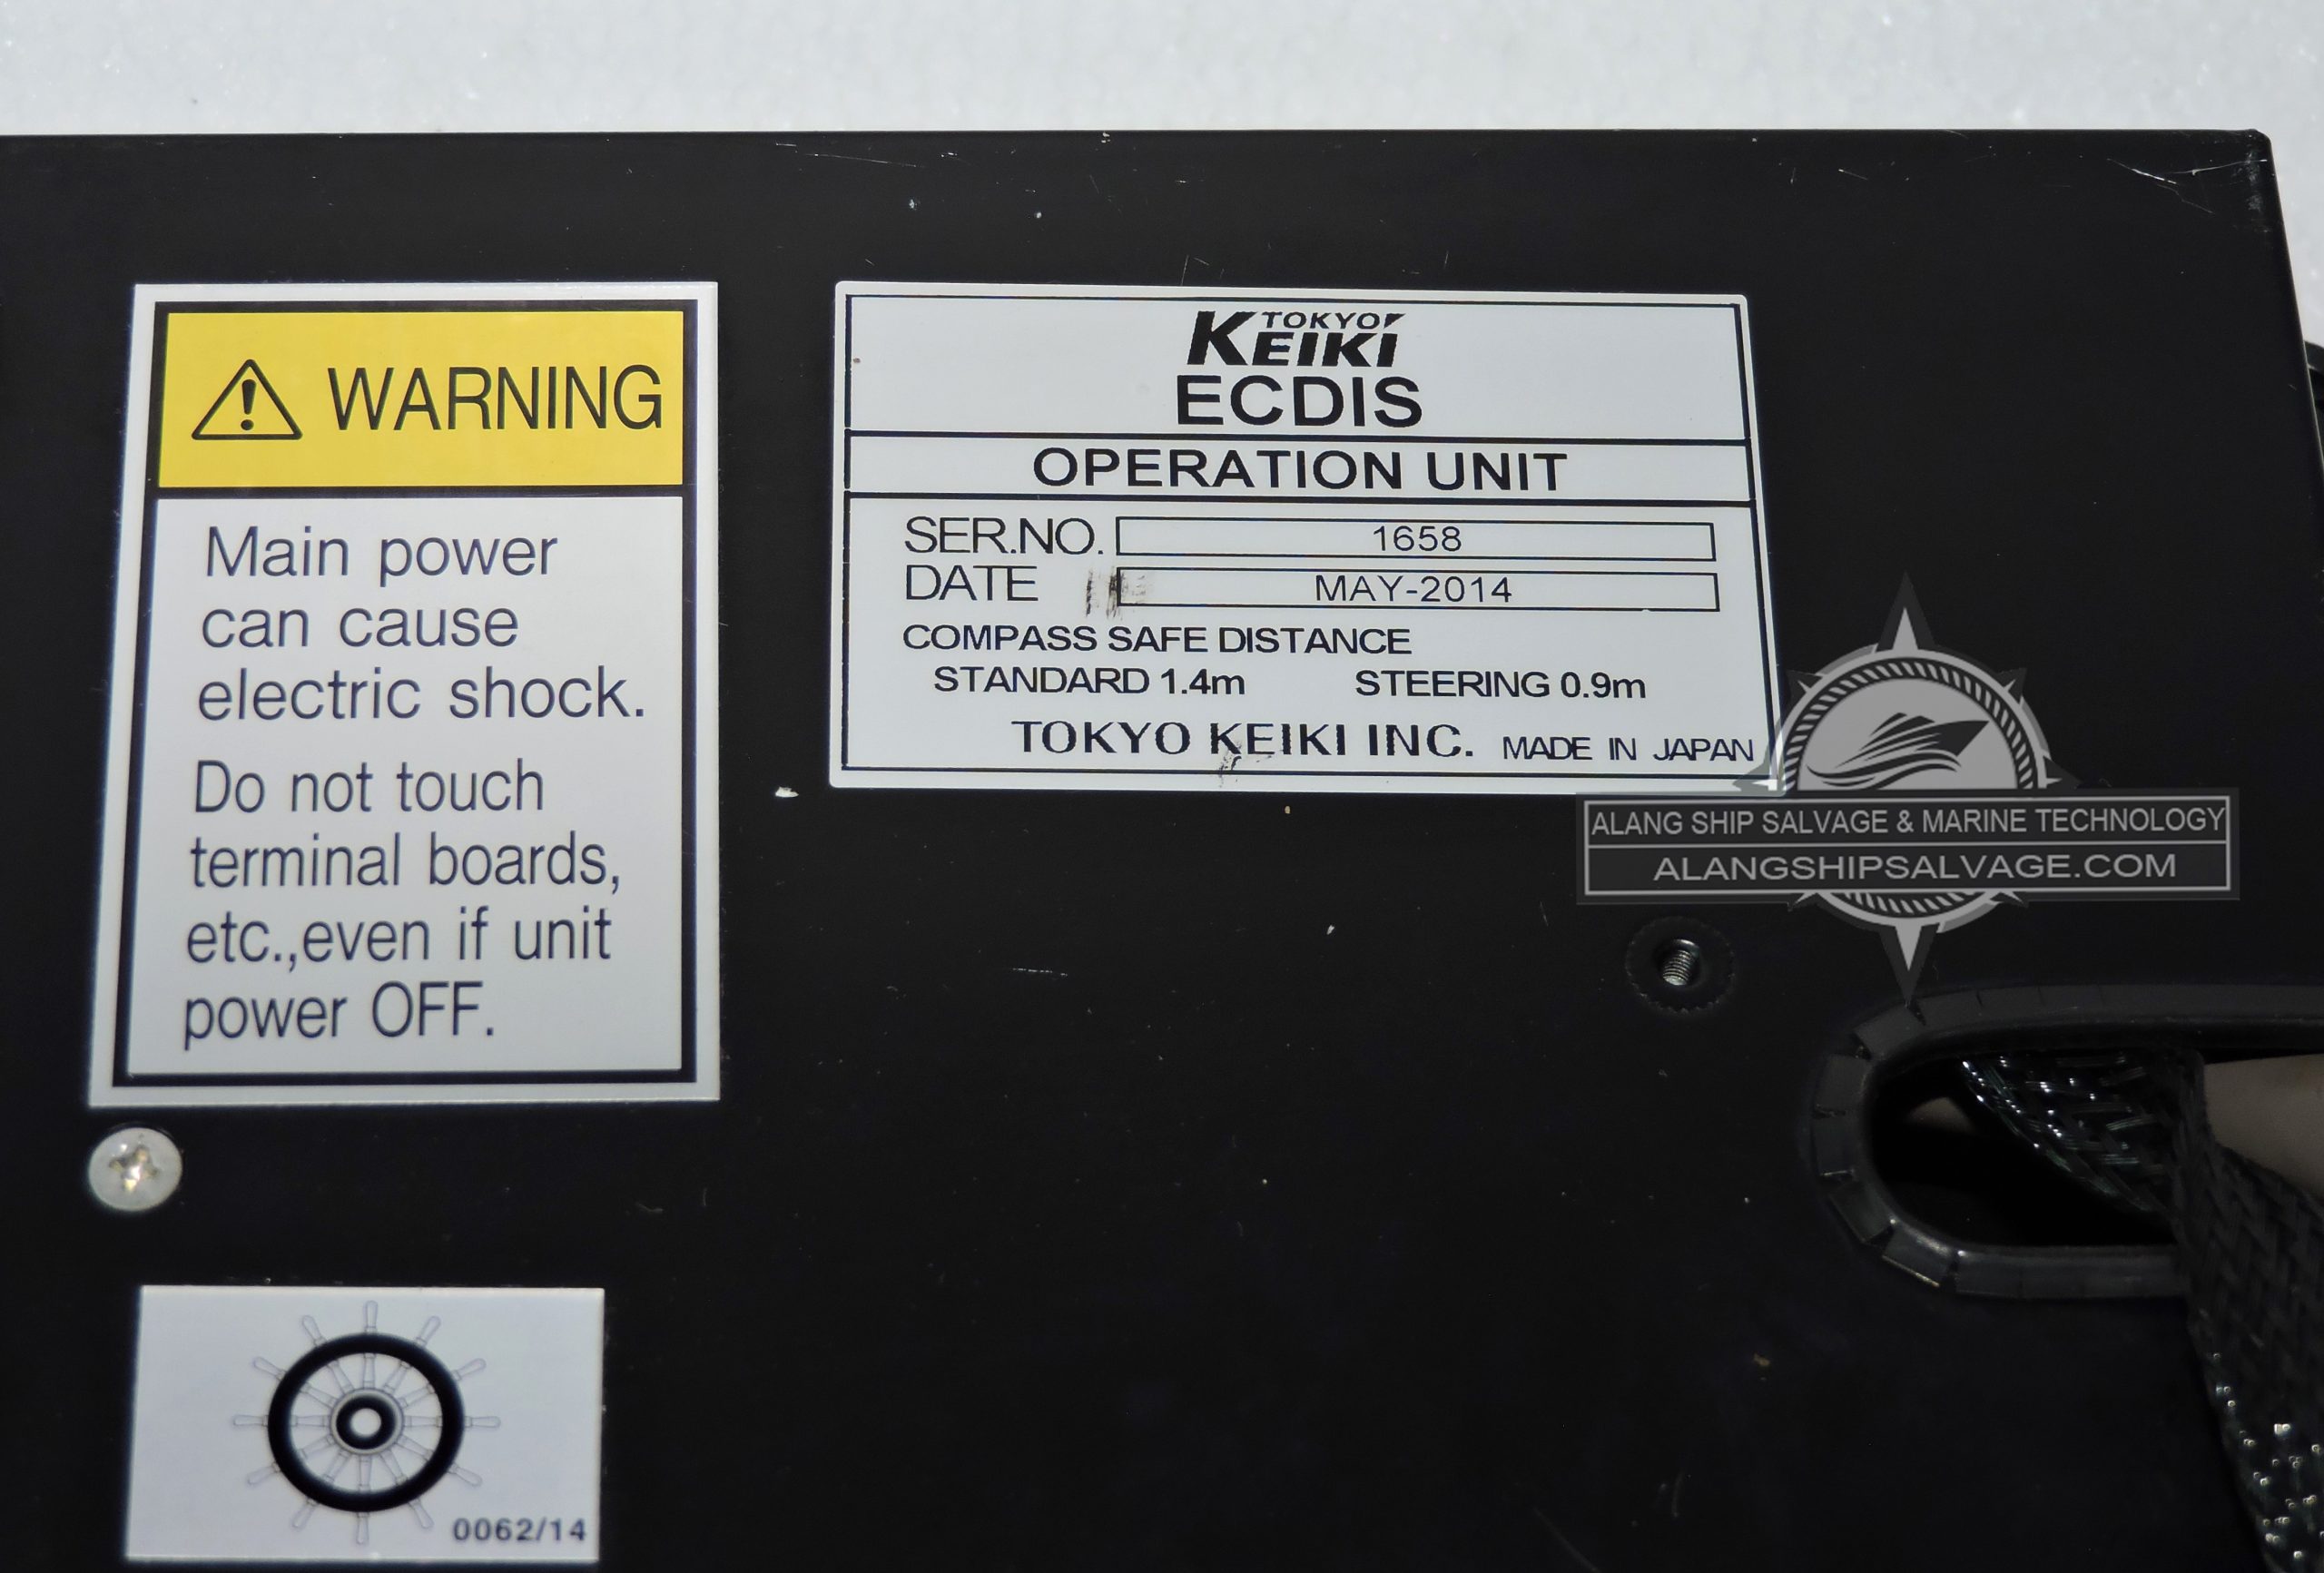 WARNING
Main power
can cause
electric shock.
Do not touch
terminal boards,
etc.,even if unit
power OFF.
TOKYO
KEIKI
ECDIS
OPERATION UNIT
SER.NO. 1658
DATE MAY-2014
COMPASS SAFE DISTANCE
STANDARD 1.4m STEERING 0.9m
TOKYO KEIKI INC. MADE IN JAPAN
ALANG SHIP SALVAGE & MARINE TECHNOLOGY
ALANGSHIPSALVAGE.COM
0062/14